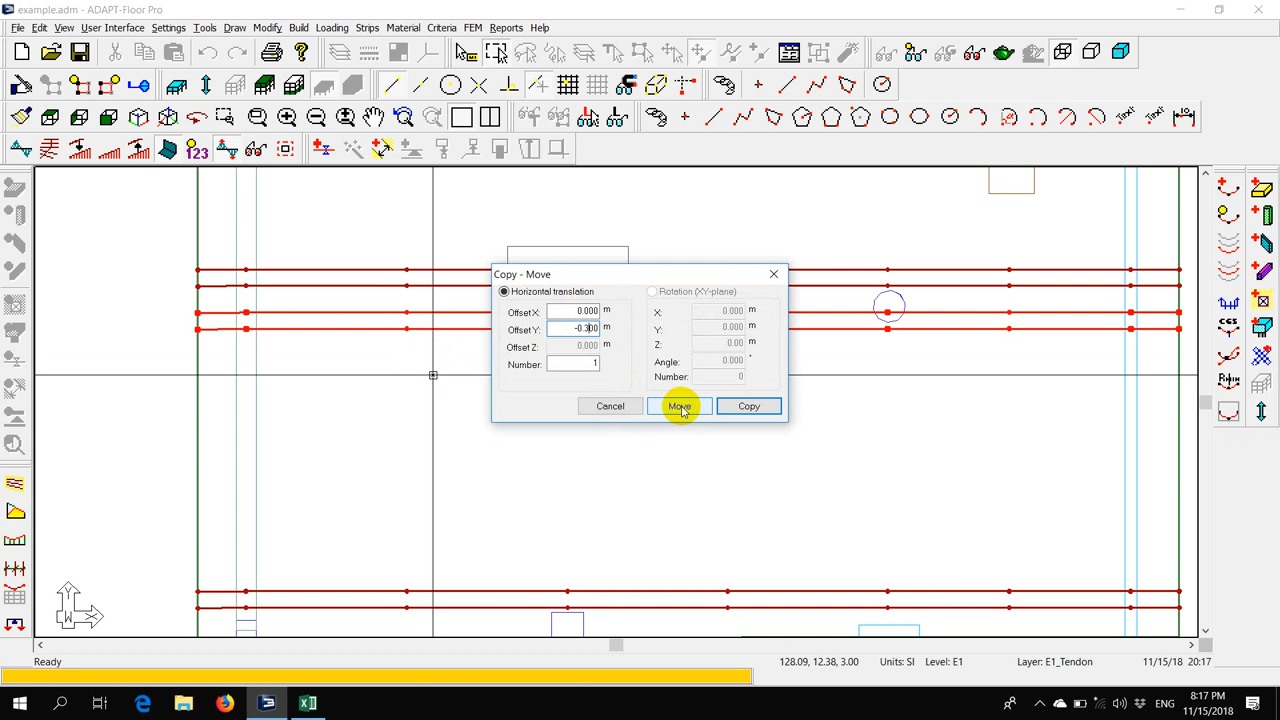 example.adm - ADAPT-Floor Pro
File Edit View User Interface Settings Tools Draw Modify Build Loading Strips Material Criteria FEM Reports Help
123
Copy - Move
Horizontal translation
Rotation (XY-plane)
Offset X: 0.000 m
X: 0.000 m
Offset Y: -0.300 m
Y: 0.000 m
Offset Z: 0.000 m
Z: 0.00 m
Number: 1
Angle: 0.000 °
Number: 0
Cancel Move Copy
Y
W X
Ready
128.09, 12.38, 3.00 Units: SI Level: E1 Layer: E1_Tendon 11/15/18 20:17
ENG
8:17 PM
11/15/2018